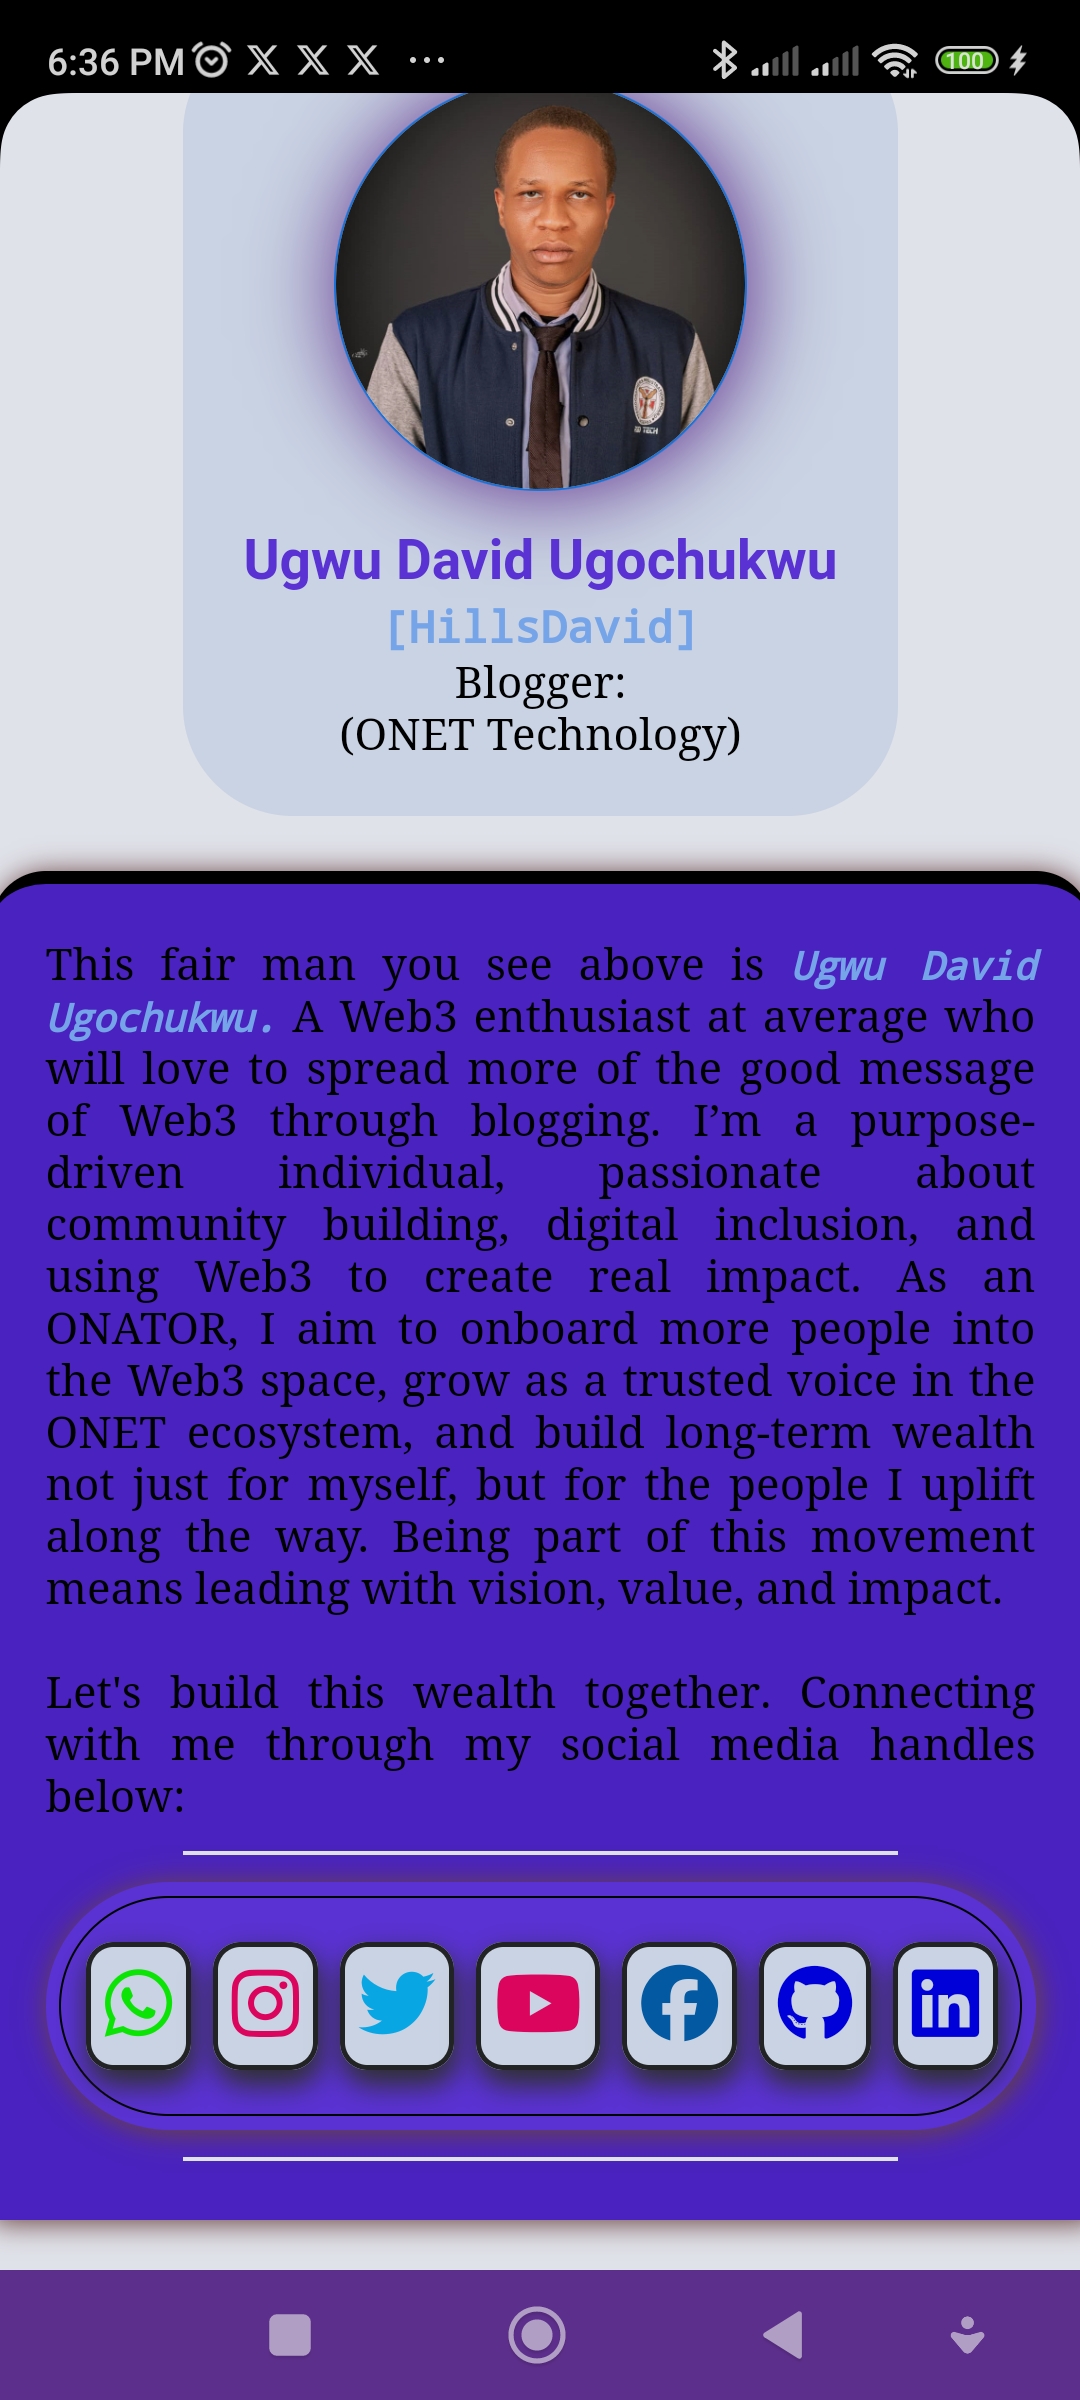 6:36 PM
100
Ugwu David Ugochukwu
[HillsDavid]
Blogger:
(ONET Technology)
This fair man you see above is Ugwu David
Ugochukwu. A Web3 enthusiast at average who
will love to spread more of the good message
of Web3 through blogging. I’m a purpose-
driven individual, passionate about
community building, digital inclusion, and
using Web3 to create real impact. As an
ONATOR, I aim to onboard more people into
the Web3 space, grow as a trusted voice in the
ONET ecosystem, and build long-term wealth
not just for myself, but for the people I uplift
along the way. Being part of this movement
means leading with vision, value, and impact.
Let's build this wealth together. Connecting
with me through my social media handles
below: